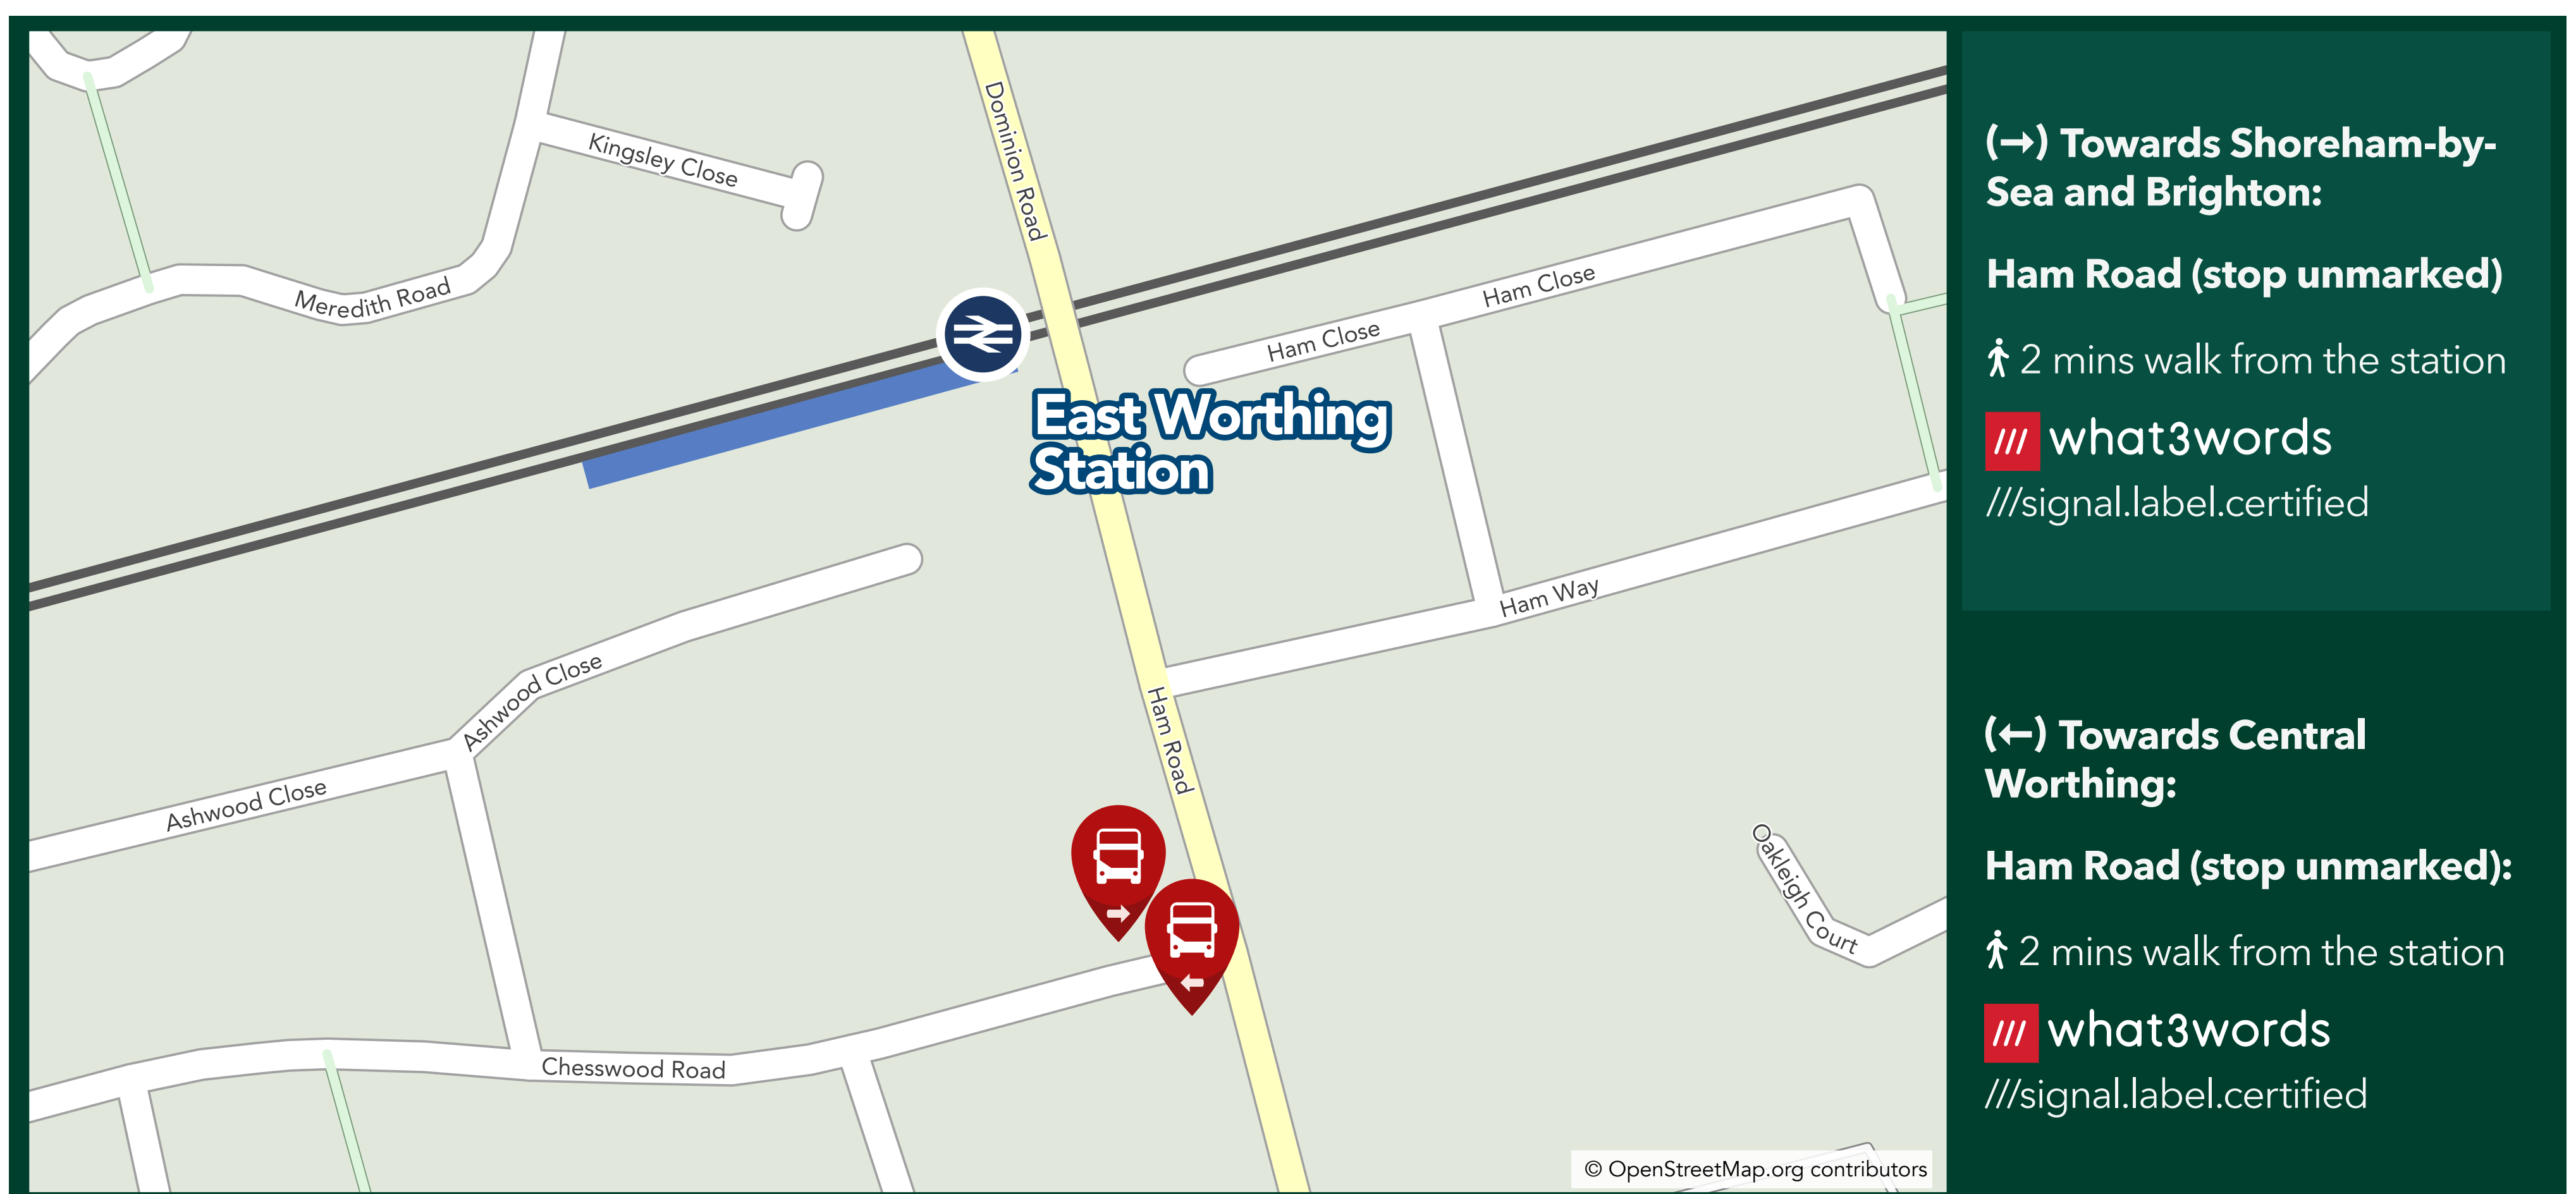 Dominion Road
Kingsley Close
Meredith Road
Ham Close
Ham Close
East Worthing
Station
Ham Way
Ashwood Close
Ham Road
Ashwood Close
Oakleigh Court
Chesswood Road
© OpenStreetMap.org contributors
(→) Towards Shoreham-by-
Sea and Brighton:
Ham Road (stop unmarked)
2 mins walk from the station
/// what3words
///signal.label.certified
(←) Towards Central
Worthing:
Ham Road (stop unmarked):
2 mins walk from the station
/// what3words
///signal.label.certified